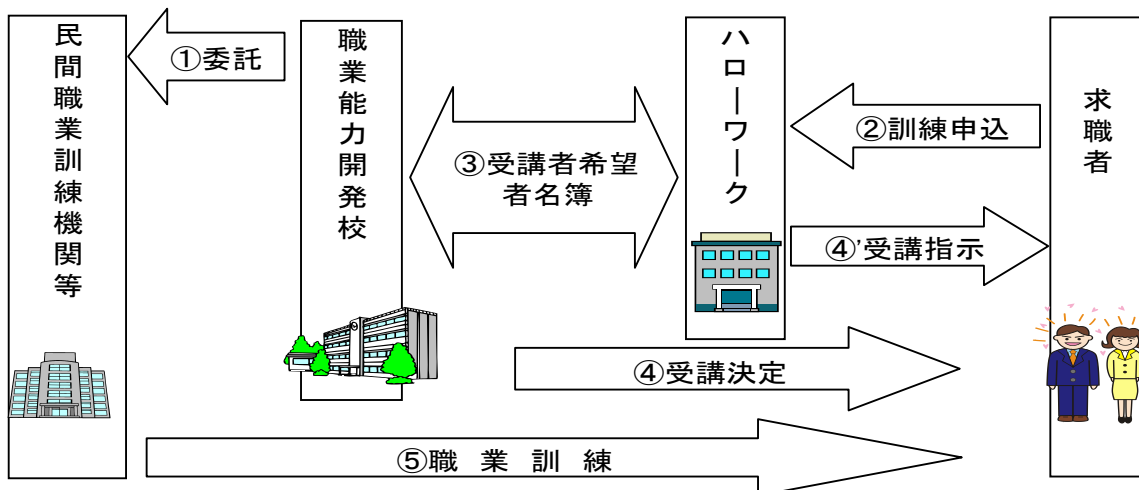 民間職業訓練機関等
①委託
職業能力開発校
③受講者希望
者名簿
ハローワーク
②訓練申込
④’受講指示
求職者
④受講決定
⑤職業訓練